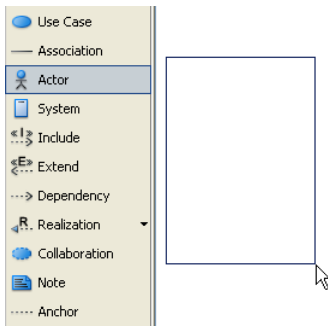 Use Case
Association
Actor
System
«I» Include
«E» Extend
Dependency
R Realization
Collaboration
Note
Anchor